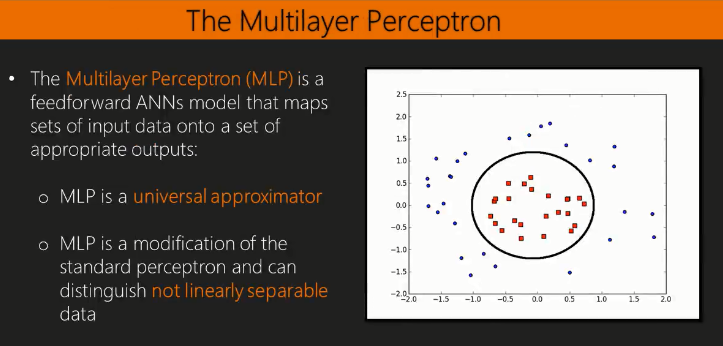 The Multilayer Perceptron
• The Multilayer Perceptron (MLP) is a
feedforward ANNs model that maps
sets of input data onto a set of
appropriate outputs:
o MLP is a universal approximator
o MLP is a modification of the
standard perceptron and can
distinguish not linearly separable
data
2.5
2.0
1.5
1.0
0.5
0.0
−0.5
−1.0
−1.5
−2.0
−2.0 −1.5 −1.0 −0.5 0.0 0.5 1.0 1.5 2.0